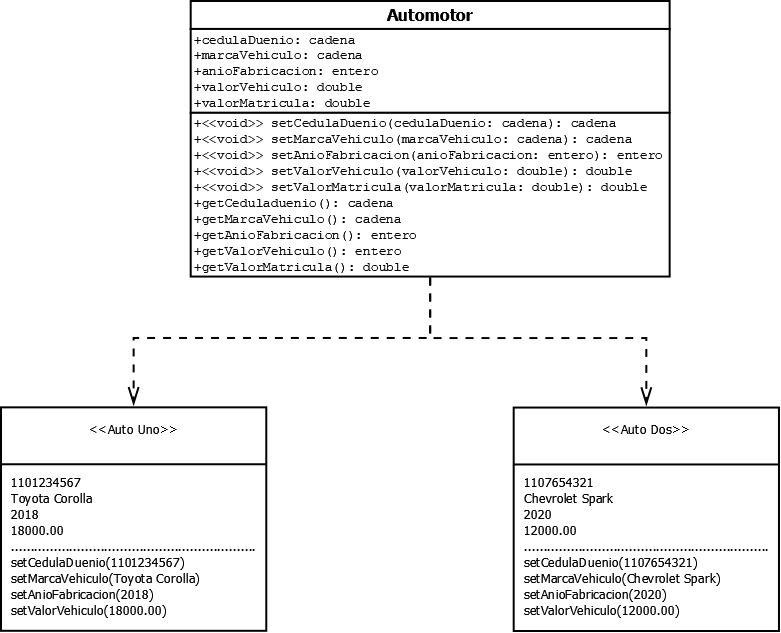 Automotor
+cedulaDuenio: cadena
+marcaVehiculo: cadena
+anioFabricacion: entero
+valorVehiculo: double
+valorMatricula: double
+<<void>> setCedulaDuenio(cedulaDuenio: cadena): cadena
+<<void>> setMarcaVehiculo(marcaVehiculo: cadena): cadena
+<<void>> setAnioFabricacion(anioFabricacion: entero): entero
+<<void>> setValorVehiculo(valorVehiculo: double): double
+<<void>> setValorMatricula(valorMatricula: double): double
+getCeduladuenio(): cadena
+getMarcaVehiculo(): cadena
+getAnioFabricacion(): entero
+getValorVehiculo(): entero
+getValorMatricula(): double
<<Auto Uno>>
1101234567
Toyota Corolla
2018
18000.00
setCedulaDuenio(1101234567)
setMarcaVehiculo(Toyota Corolla)
setAnioFabricacion(2018)
setValorVehiculo(18000.00)
<<Auto Dos>>
1107654321
Chevrolet Spark
2020
12000.00
setCedulaDuenio(1107654321)
setMarcaVehiculo(Chevrolet Spark)
setAnioFabricacion(2020)
setValorVehiculo(12000.00)